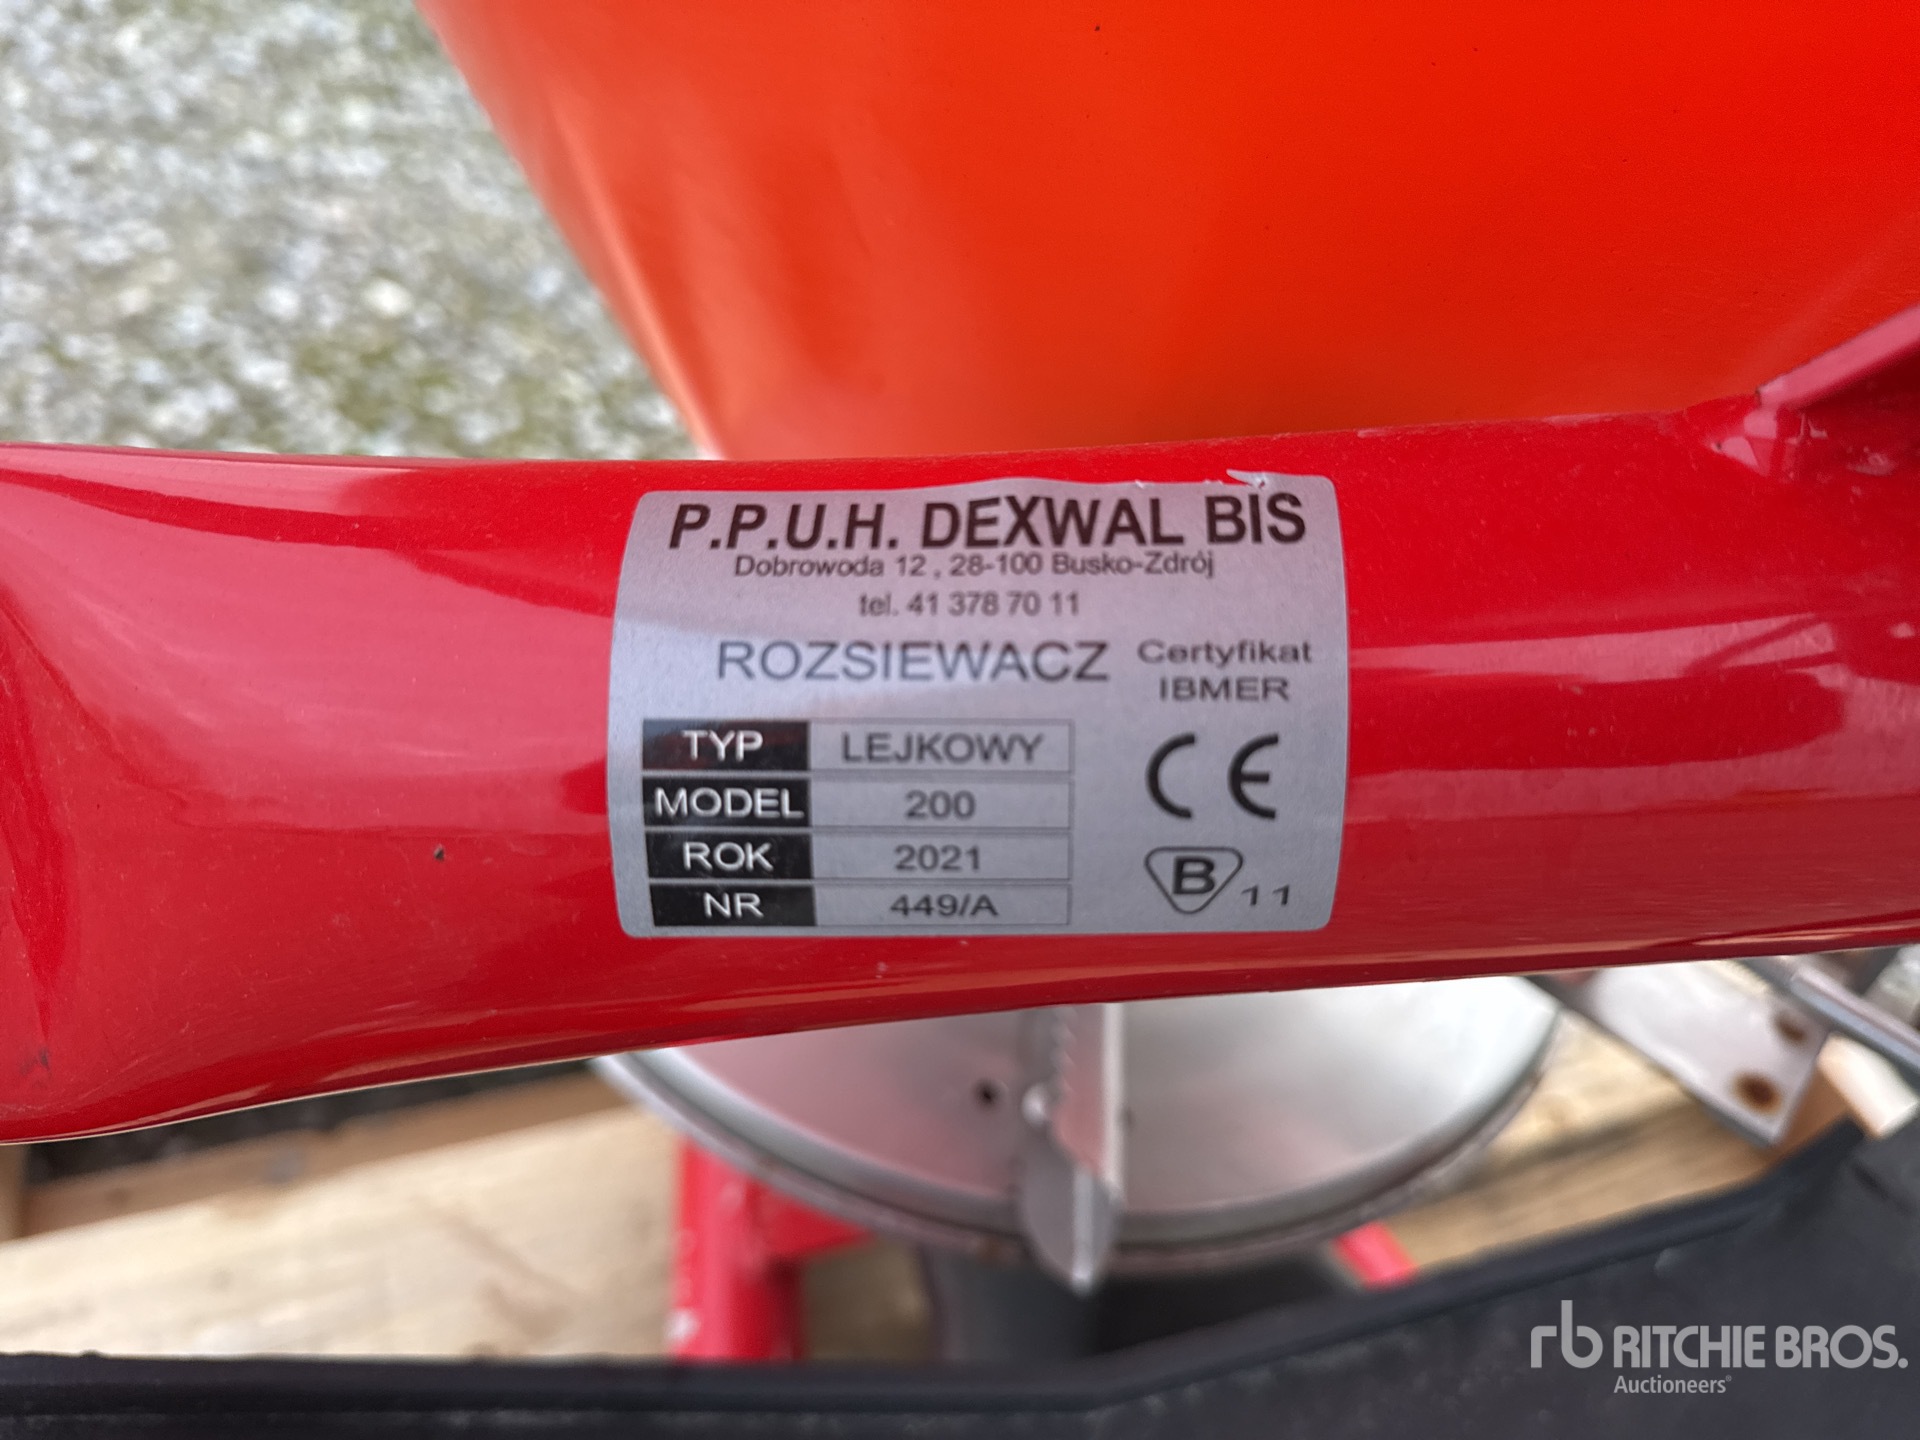 P.P.U.H. DEXWAL BIS
Dobrowoda 12 , 28-100 Busko-Zdrój
tel. 41 378 70 11
ROZSIEWACZ
Certyfikat
IBMER
TYP LEJKOWY
MODEL 200
ROK 2021
NR 449/A
CE
B 11
rb RITCHIE BROS.
Auctioneers®